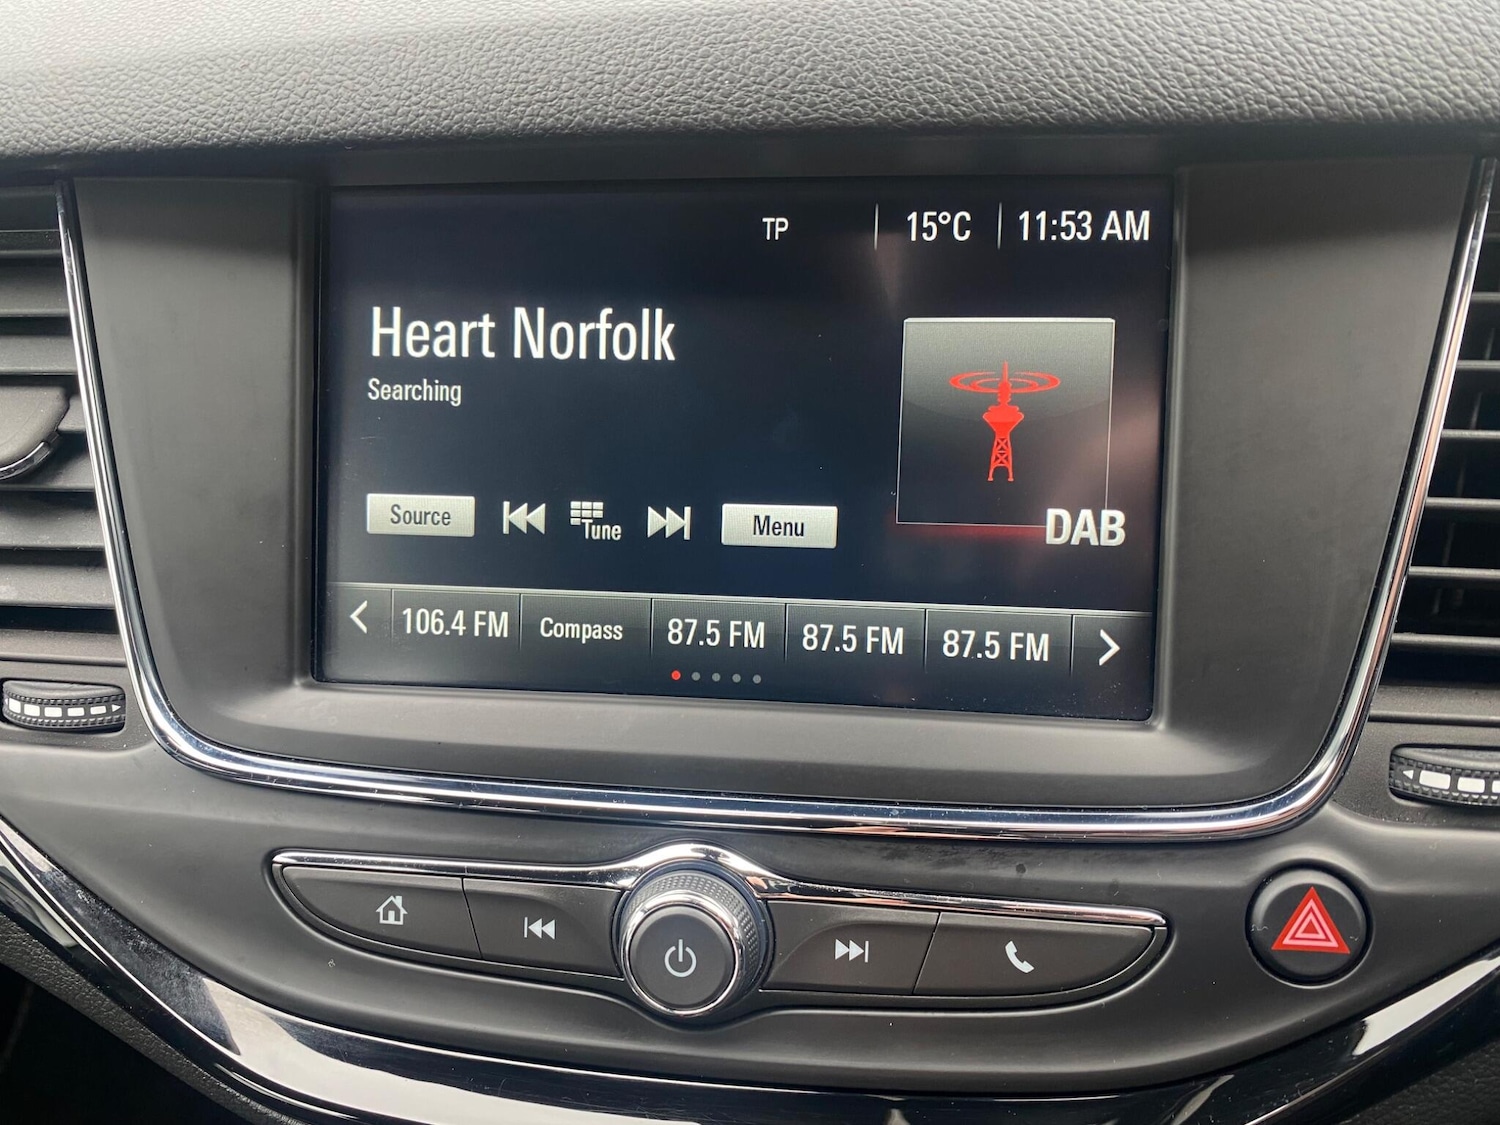 TP 15°C 11:53 AM
Heart Norfolk
Searching
Source Tune Menu
DAB
106.4 FM Compass 87.5 FM 87.5 FM 87.5 FM